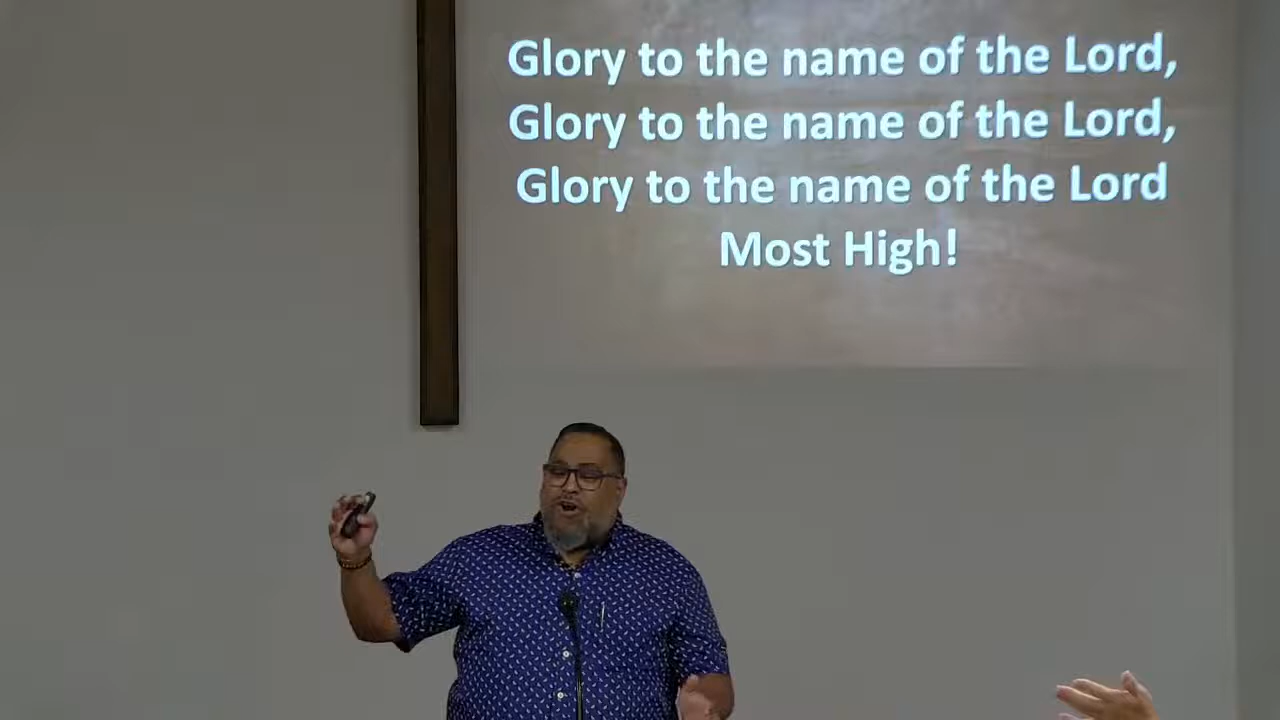 Glory to the name of the Lord,
Glory to the name of the Lord,
Glory to the name of the Lord
Most High!